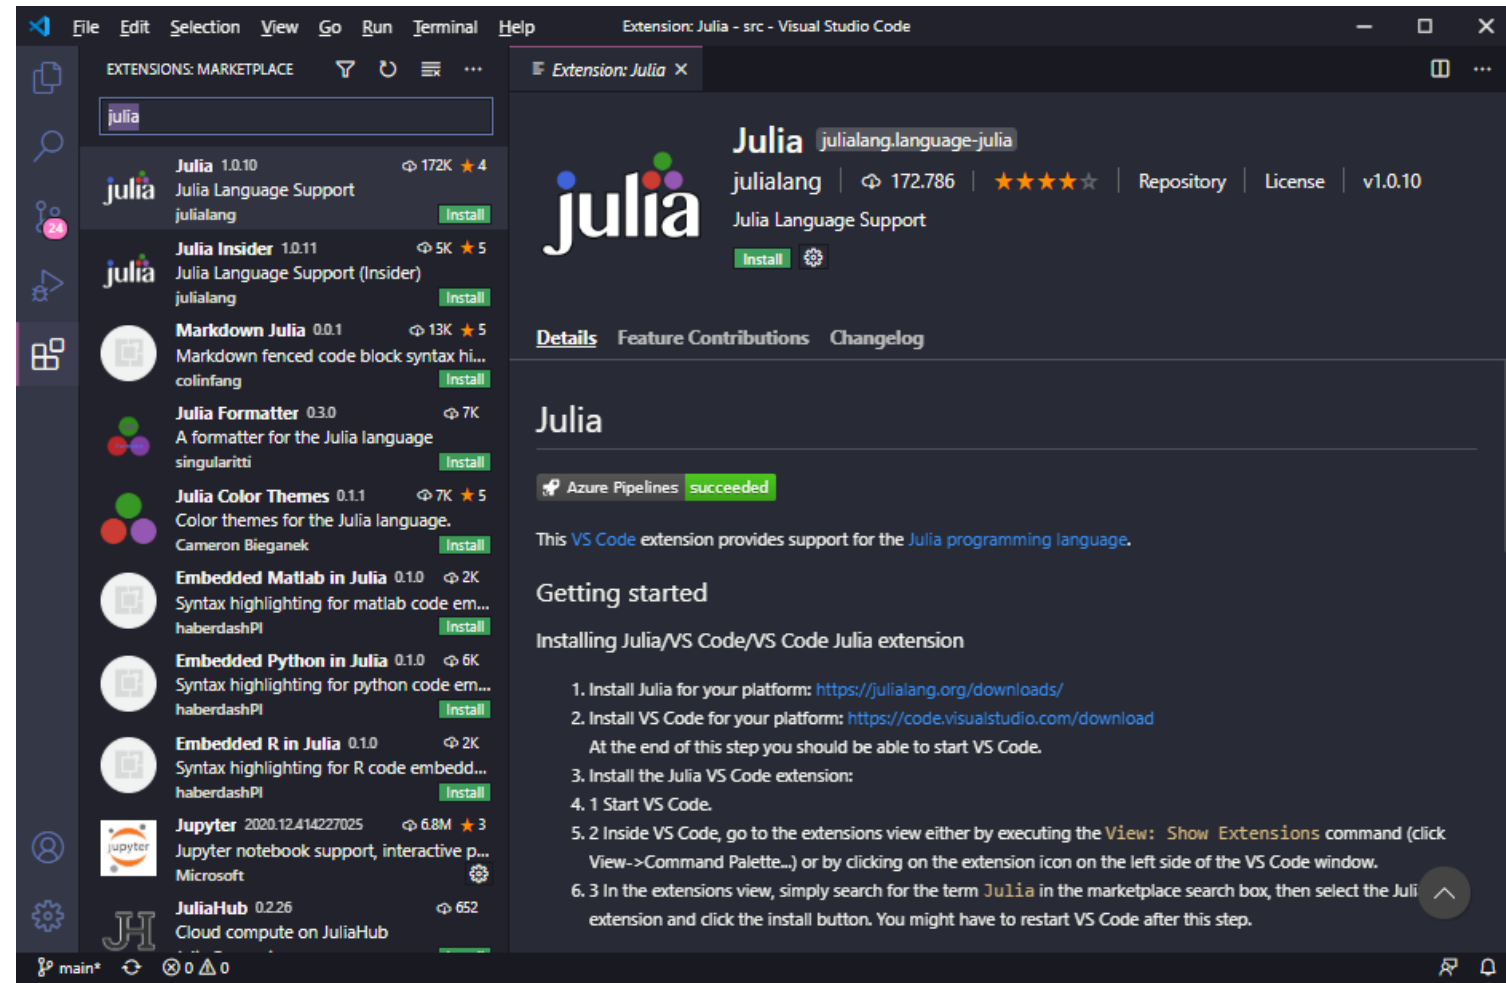 File Edit Selection View Go Run Terminal Help
Extension: Julia - src - Visual Studio Code
EXTENSIONS: MARKETPLACE
julia
julia
Julia 1.0.10 172K ★ 4
Julia Language Support
julialang Install
julia
Julia Insider 1.0.11 5K ★ 5
Julia Language Support (Insider)
julialang Install
Markdown Julia 0.0.1 13K ★ 5
Markdown fenced code block syntax hi...
colinfang Install
Julia Formatter 0.3.0 7K
A formatter for the Julia language
singularitti Install
Julia Color Themes 0.1.1 7K ★ 5
Color themes for the Julia language.
Cameron Bieganek Install
Embedded Matlab in Julia 0.1.0 2K
Syntax highlighting for matlab code em...
haberdashPI Install
Embedded Python in Julia 0.1.0 6K
Syntax highlighting for python code em...
haberdashPI Install
Embedded R in Julia 0.1.0 2K
Syntax highlighting for R code embedd...
haberdashPI Install
jupyter
Jupyter 2020.12.414227025 6.8M ★ 3
Jupyter notebook support, interactive p...
Microsoft
JH
JuliaHub 0.2.26 652
Cloud compute on JuliaHub
24
Extension: Julia
julia
Julia julialang.language-julia
julialang | 172.786 | ★★★★☆ | Repository | License | v1.0.10
Julia Language Support
Install
Details Feature Contributions Changelog
Julia
Azure Pipelines succeeded
This VS Code extension provides support for the Julia programming language.
Getting started
Installing Julia/VS Code/VS Code Julia extension
1. Install Julia for your platform: https://julialang.org/downloads/
2. Install VS Code for your platform: https://code.visualstudio.com/download
At the end of this step you should be able to start VS Code.
3. Install the Julia VS Code extension:
4. 1 Start VS Code.
5. 2 Inside VS Code, go to the extensions view either by executing the View: Show Extensions command (click
View->Command Palette...) or by clicking on the extension icon on the left side of the VS Code window.
6. 3 In the extensions view, simply search for the term Julia in the marketplace search box, then select the Juli
extension and click the install button. You might have to restart VS Code after this step.
main* 0 0